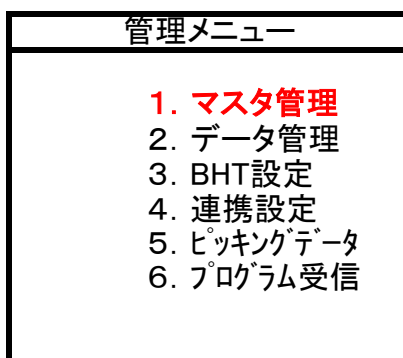 管理メニュー
1. マスタ管理
2. データ管理
3. BHT設定
4. 連携設定
5. ﾋﾟｯｷﾝｸﾞﾃﾞｰﾀ
6. ﾌﾟﾛｸﾞﾗﾑ受信